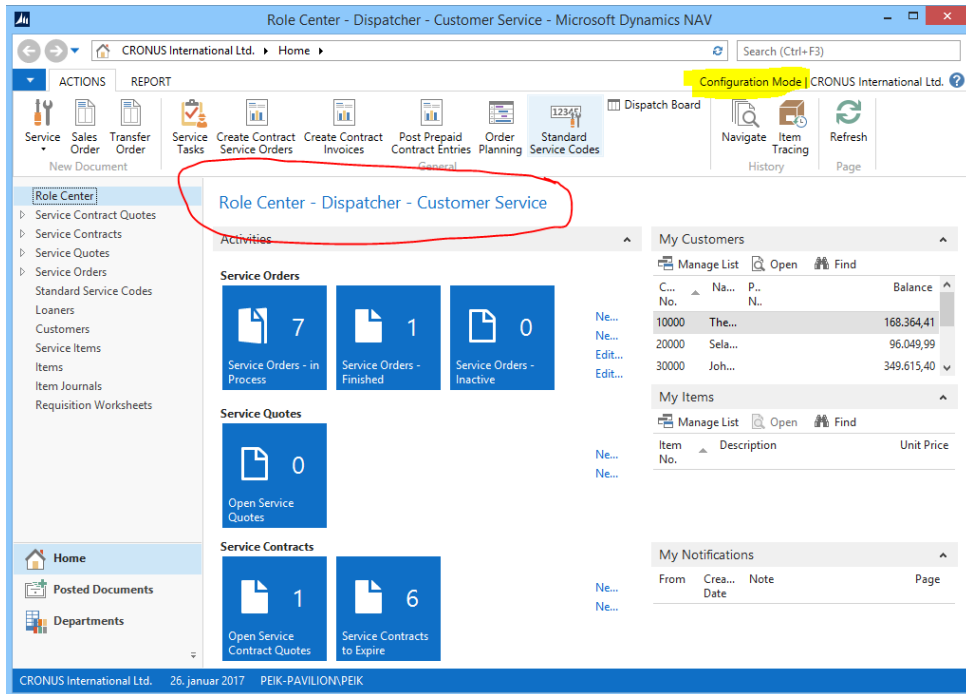 Role Center - Dispatcher - Customer Service - Microsoft Dynamics NAV
CRONUS International Ltd. Home
Search (Ctrl+F3)
ACTIONS REPORT
Configuration Mode | CRONUS International Ltd.
Service Sales Order Transfer Order
New Document
Service Tasks Create Contract Service Orders Create Contract Invoices Post Prepaid Contract Entries Order Planning Standard Service Codes Dispatch Board
General
Navigate Item Tracing
History
Refresh
Page
Role Center
Service Contract Quotes
Service Contracts
Service Quotes
Service Orders
Standard Service Codes
Loaners
Customers
Service Items
Items
Item Journals
Requisition Worksheets
Home
Posted Documents
Departments
Role Center - Dispatcher - Customer Service
Activities
Service Orders
7
Service Orders - in Process
1
Service Orders - Finished
0
Service Orders - Inactive
Ne...
Ne...
Edit...
Edit...
Service Quotes
0
Open Service Quotes
Ne...
Ne...
Service Contracts
1
Open Service Contract Quotes
6
Service Contracts to Expire
Ne...
Ne...
My Customers
Manage List Open Find
C... No. Na... P.. N.. Balance
10000 The... 168.364,41
20000 Sela... 96.049,99
30000 Joh... 349.615,40
My Items
Manage List Open Find
Item No. Description Unit Price
My Notifications
From Crea... Date Note Page
CRONUS International Ltd. 26. januar 2017 PEIK-PAVILION\PEIK